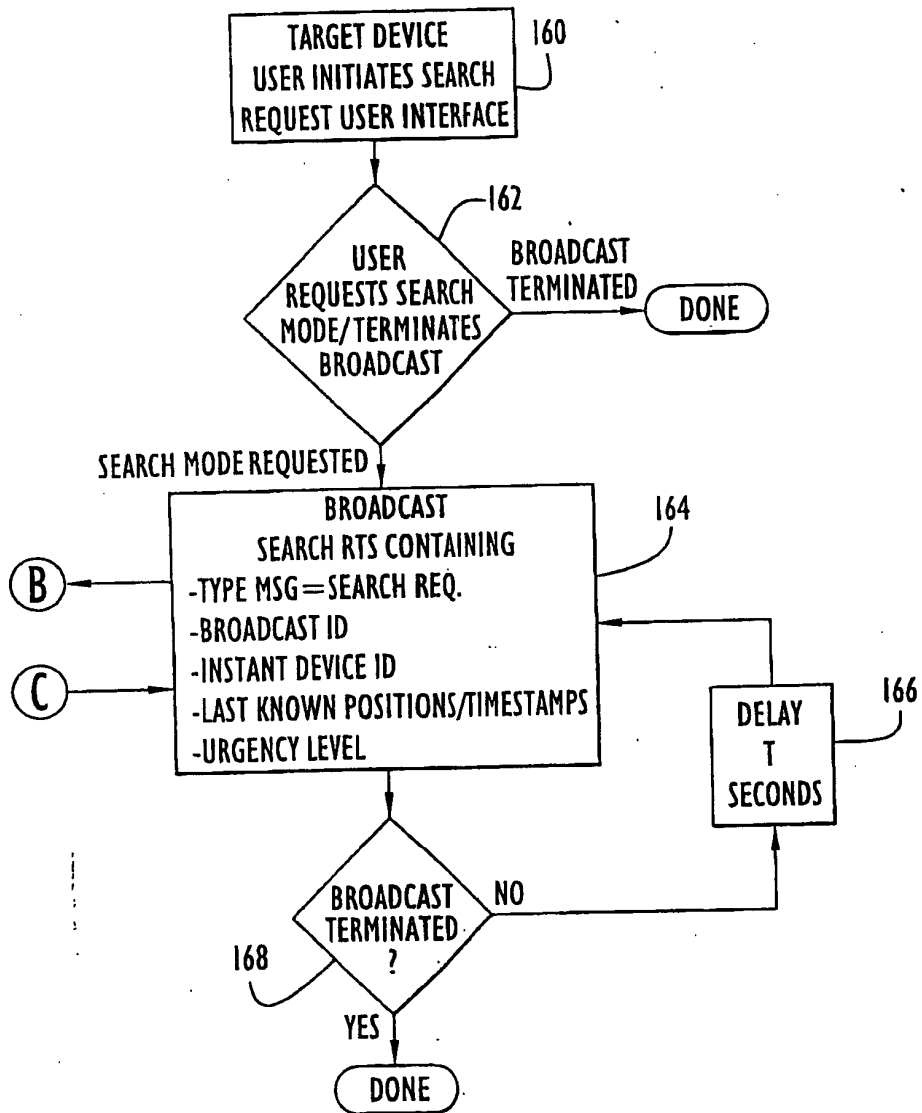 TARGET DEVICE
USER INITIATES SEARCH
REQUEST USER INTERFACE
160
162
USER
REQUESTS SEARCH
MODE/TERMINATES
BROADCAST
BROADCAST
TERMINATED
DONE
SEARCH MODE REQUESTED
BROADCAST
SEARCH RTS CONTAINING
-TYPE MSG=SEARCH REQ.
-BROADCAST ID
-INSTANT DEVICE ID
-LAST KNOWN POSITIONS/TIMESTAMPS
-URGENCY LEVEL
164
B
C
DELAY
T
SECONDS
166
BROADCAST
TERMINATED
?
NO
168
YES
DONE